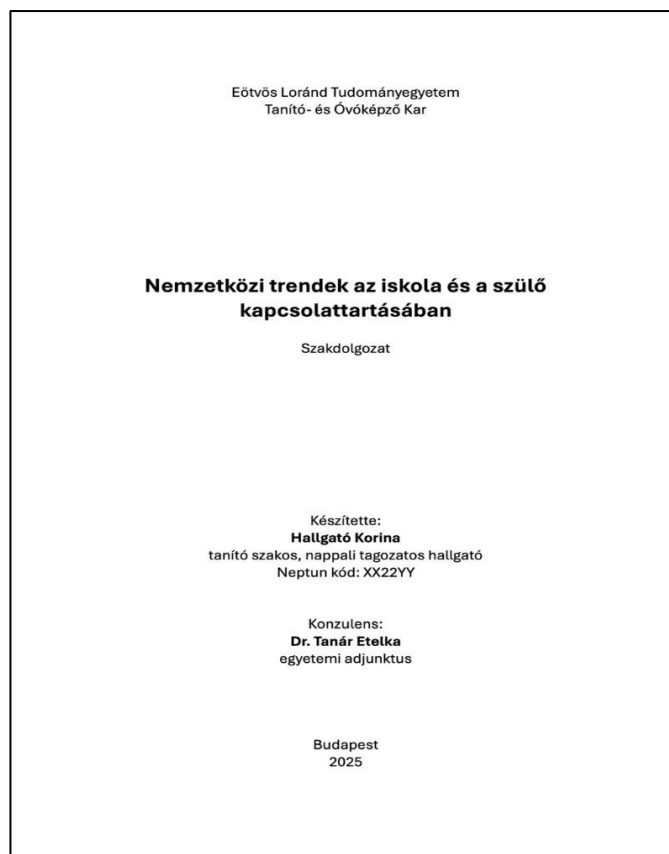 Eötvös Loránd Tudományegyetem
Tanító- és Óvóképző Kar
Nemzetközi trendek az iskola és a szülő
kapcsolattartásában
Szakdolgozat
Készítette:
Hallgató Korina
tanító szakos, nappali tagozatos hallgató
Neptun kód: XX22YY
Konzulens:
Dr. Tanár Etelka
egyetemi adjunktus
Budapest
2025